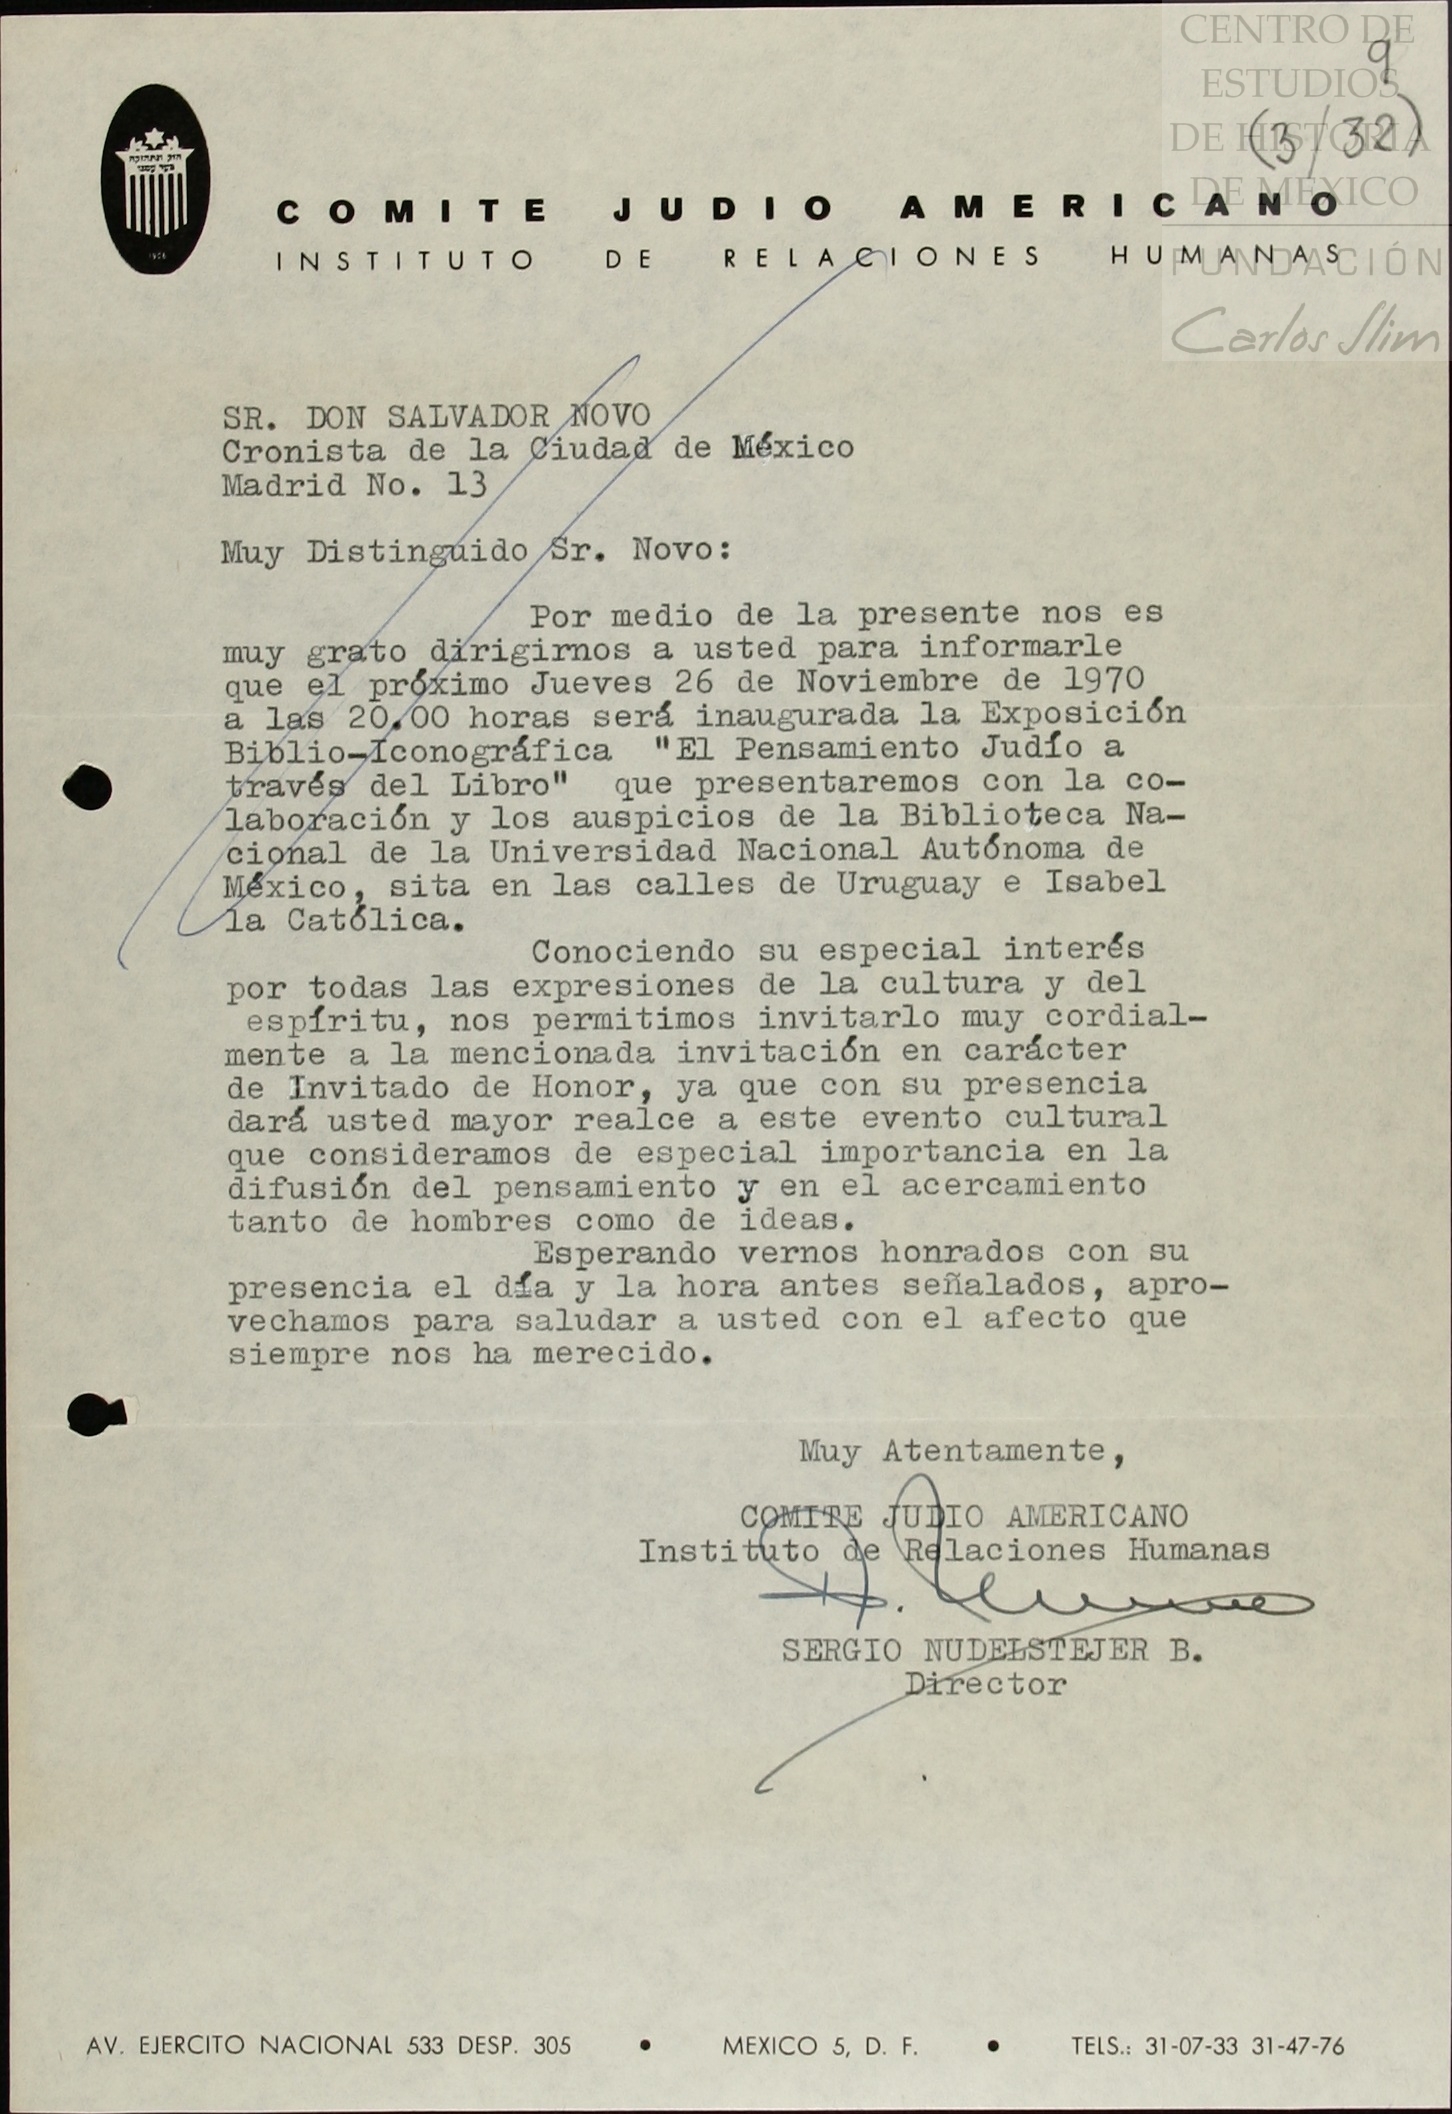 CENTRO DE
ESTUDIOS
DE HISTORIA
DE MÉXICO
FUNDACIÓN
Carlos Slim
9
(3/32)
חזק ונתחזקה
בעד עמנו
1906
COMITE JUDIO AMERICANO
INSTITUTO DE RELACIONES HUMANAS
SR. DON SALVADOR NOVO
Cronista de la Ciudad de México
Madrid No. 13
Muy Distinguido Sr. Novo:
Por medio de la presente nos es
muy grato dirigirnos a usted para informarle
que el próximo Jueves 26 de Noviembre de 1970
a las 20.00 horas será inaugurada la Exposición
Biblio-Iconográfica "El Pensamiento Judío a
través del Libro" que presentaremos con la co-
laboración y los auspicios de la Biblioteca Na-
cional de la Universidad Nacional Autónoma de
México, sita en las calles de Uruguay e Isabel
la Católica.
Conociendo su especial interés
por todas las expresiones de la cultura y del
espíritu, nos permitimos invitarlo muy cordial-
mente a la mencionada invitación en carácter
de Invitado de Honor, ya que con su presencia
dará usted mayor realce a este evento cultural
que consideramos de especial importancia en la
difusión del pensamiento y en el acercamiento
tanto de hombres como de ideas.
Esperando vernos honrados con su
presencia el día y la hora antes señalados, apro-
vechamos para saludar a usted con el afecto que
siempre nos ha merecido.
Muy Atentamente,
COMITE JUDIO AMERICANO
Instituto de Relaciones Humanas
SERGIO NUDELSTEJER B.
Director
AV. EJERCITO NACIONAL 533 DESP. 305 • MEXICO 5, D. F. • TELS.: 31-07-33 31-47-76